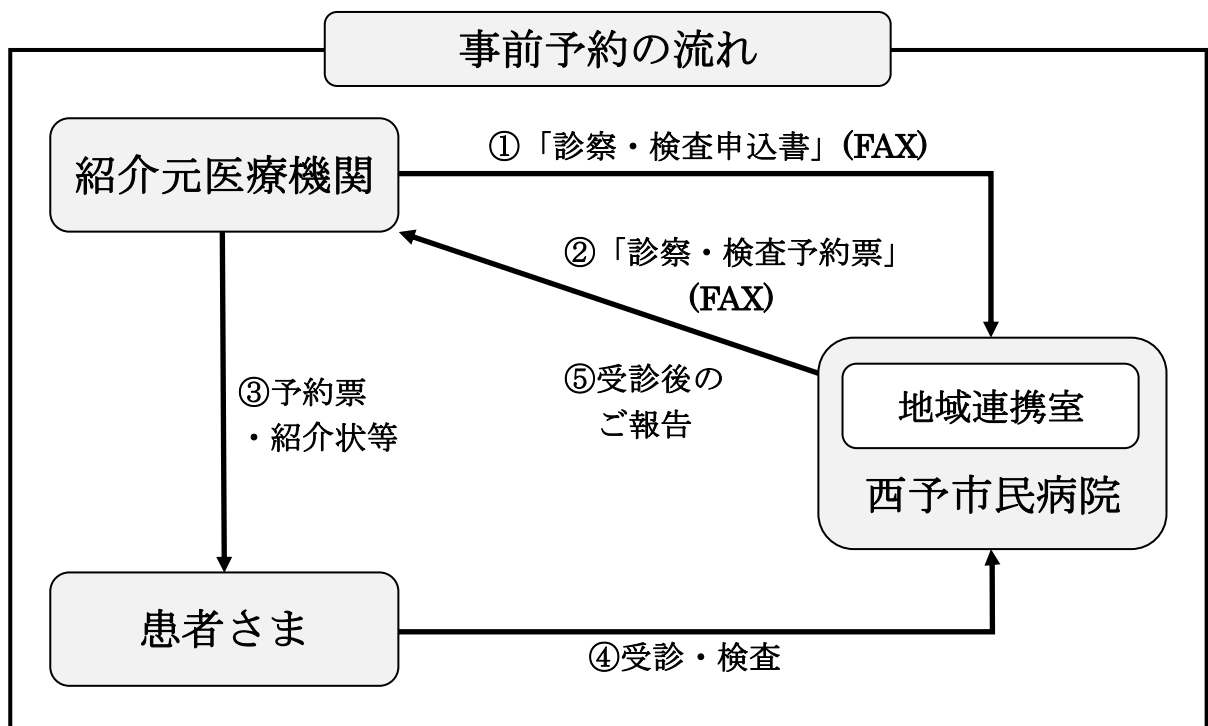 事前予約の流れ
紹介元医療機関
①「診察・検査申込書」(FAX)
②「診察・検査予約票」
(FAX)
③予約票
・紹介状等
⑤受診後の
ご報告
地域連携室
西予市民病院
患者さま
④受診・検査